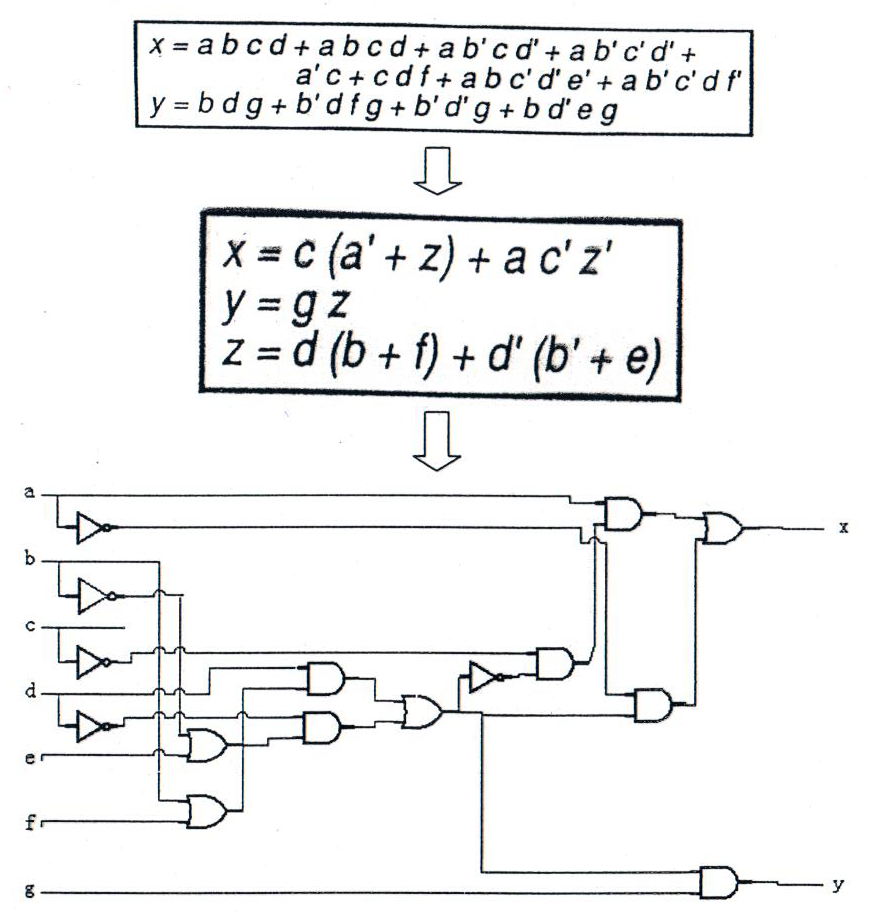 x = a b c d + a b c d + a b' c d' + a b' c' d' +
a' c + c d f + a b c' d' e' + a b' c' d f'
y = b d g + b' d f g + b' d' g + b d' e g
x = c (a' + z) + a c' z'
y = g z
z = d (b + f) + d' (b' + e)
a
x
b
c
d
e
f
g
y